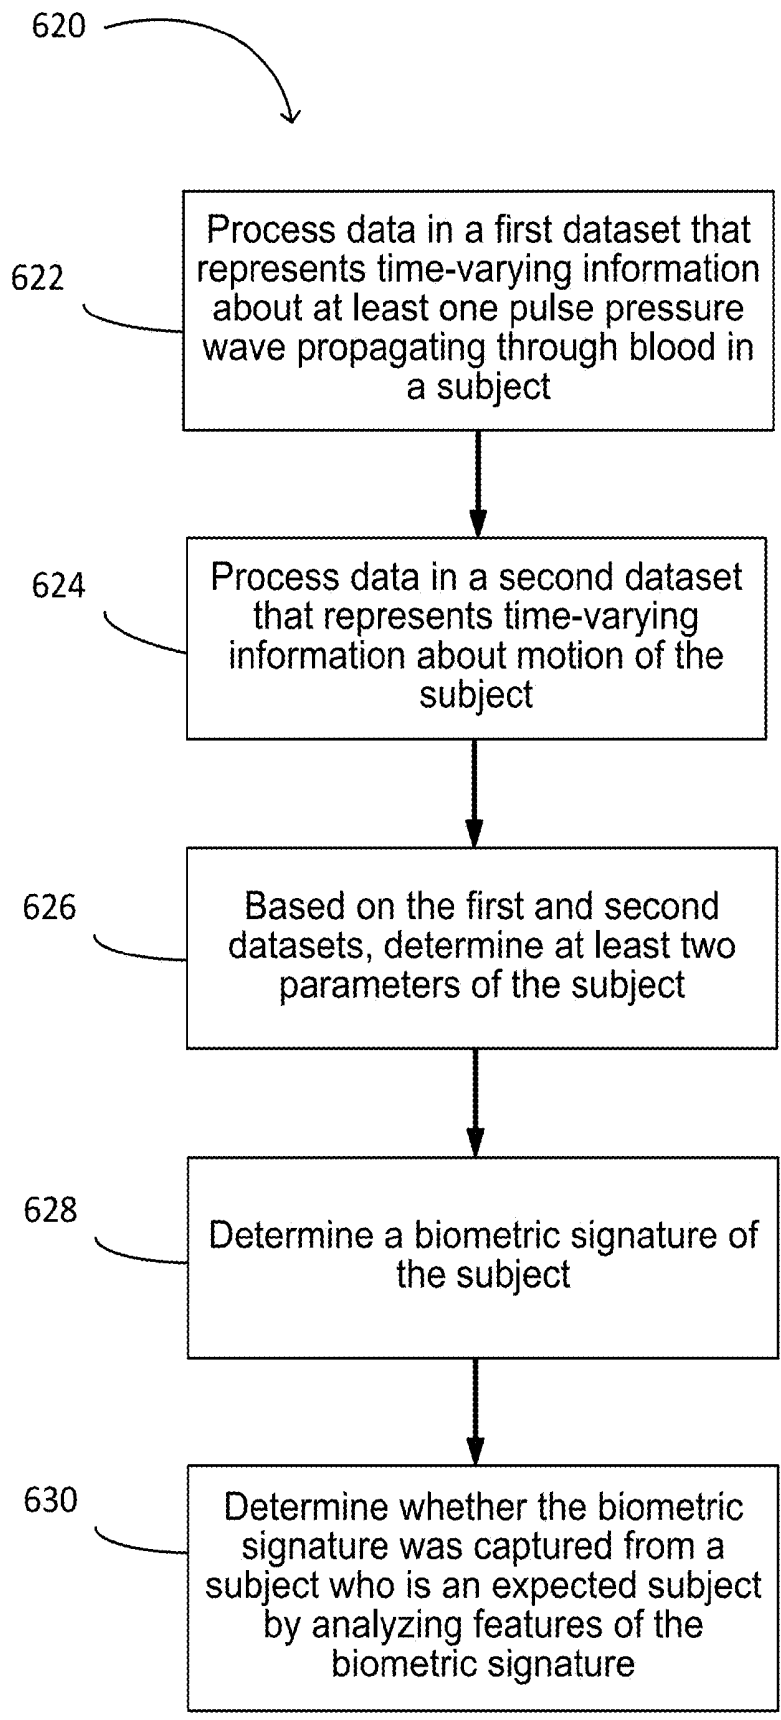 620
622
Process data in a first dataset that
represents time-varying information
about at least one pulse pressure
wave propagating through blood in
a subject
624
Process data in a second dataset
that represents time-varying
information about motion of the
subject
626
Based on the first and second
datasets, determine at least two
parameters of the subject
628
Determine a biometric signature of
the subject
630
Determine whether the biometric
signature was captured from a
subject who is an expected subject
by analyzing features of the
biometric signature